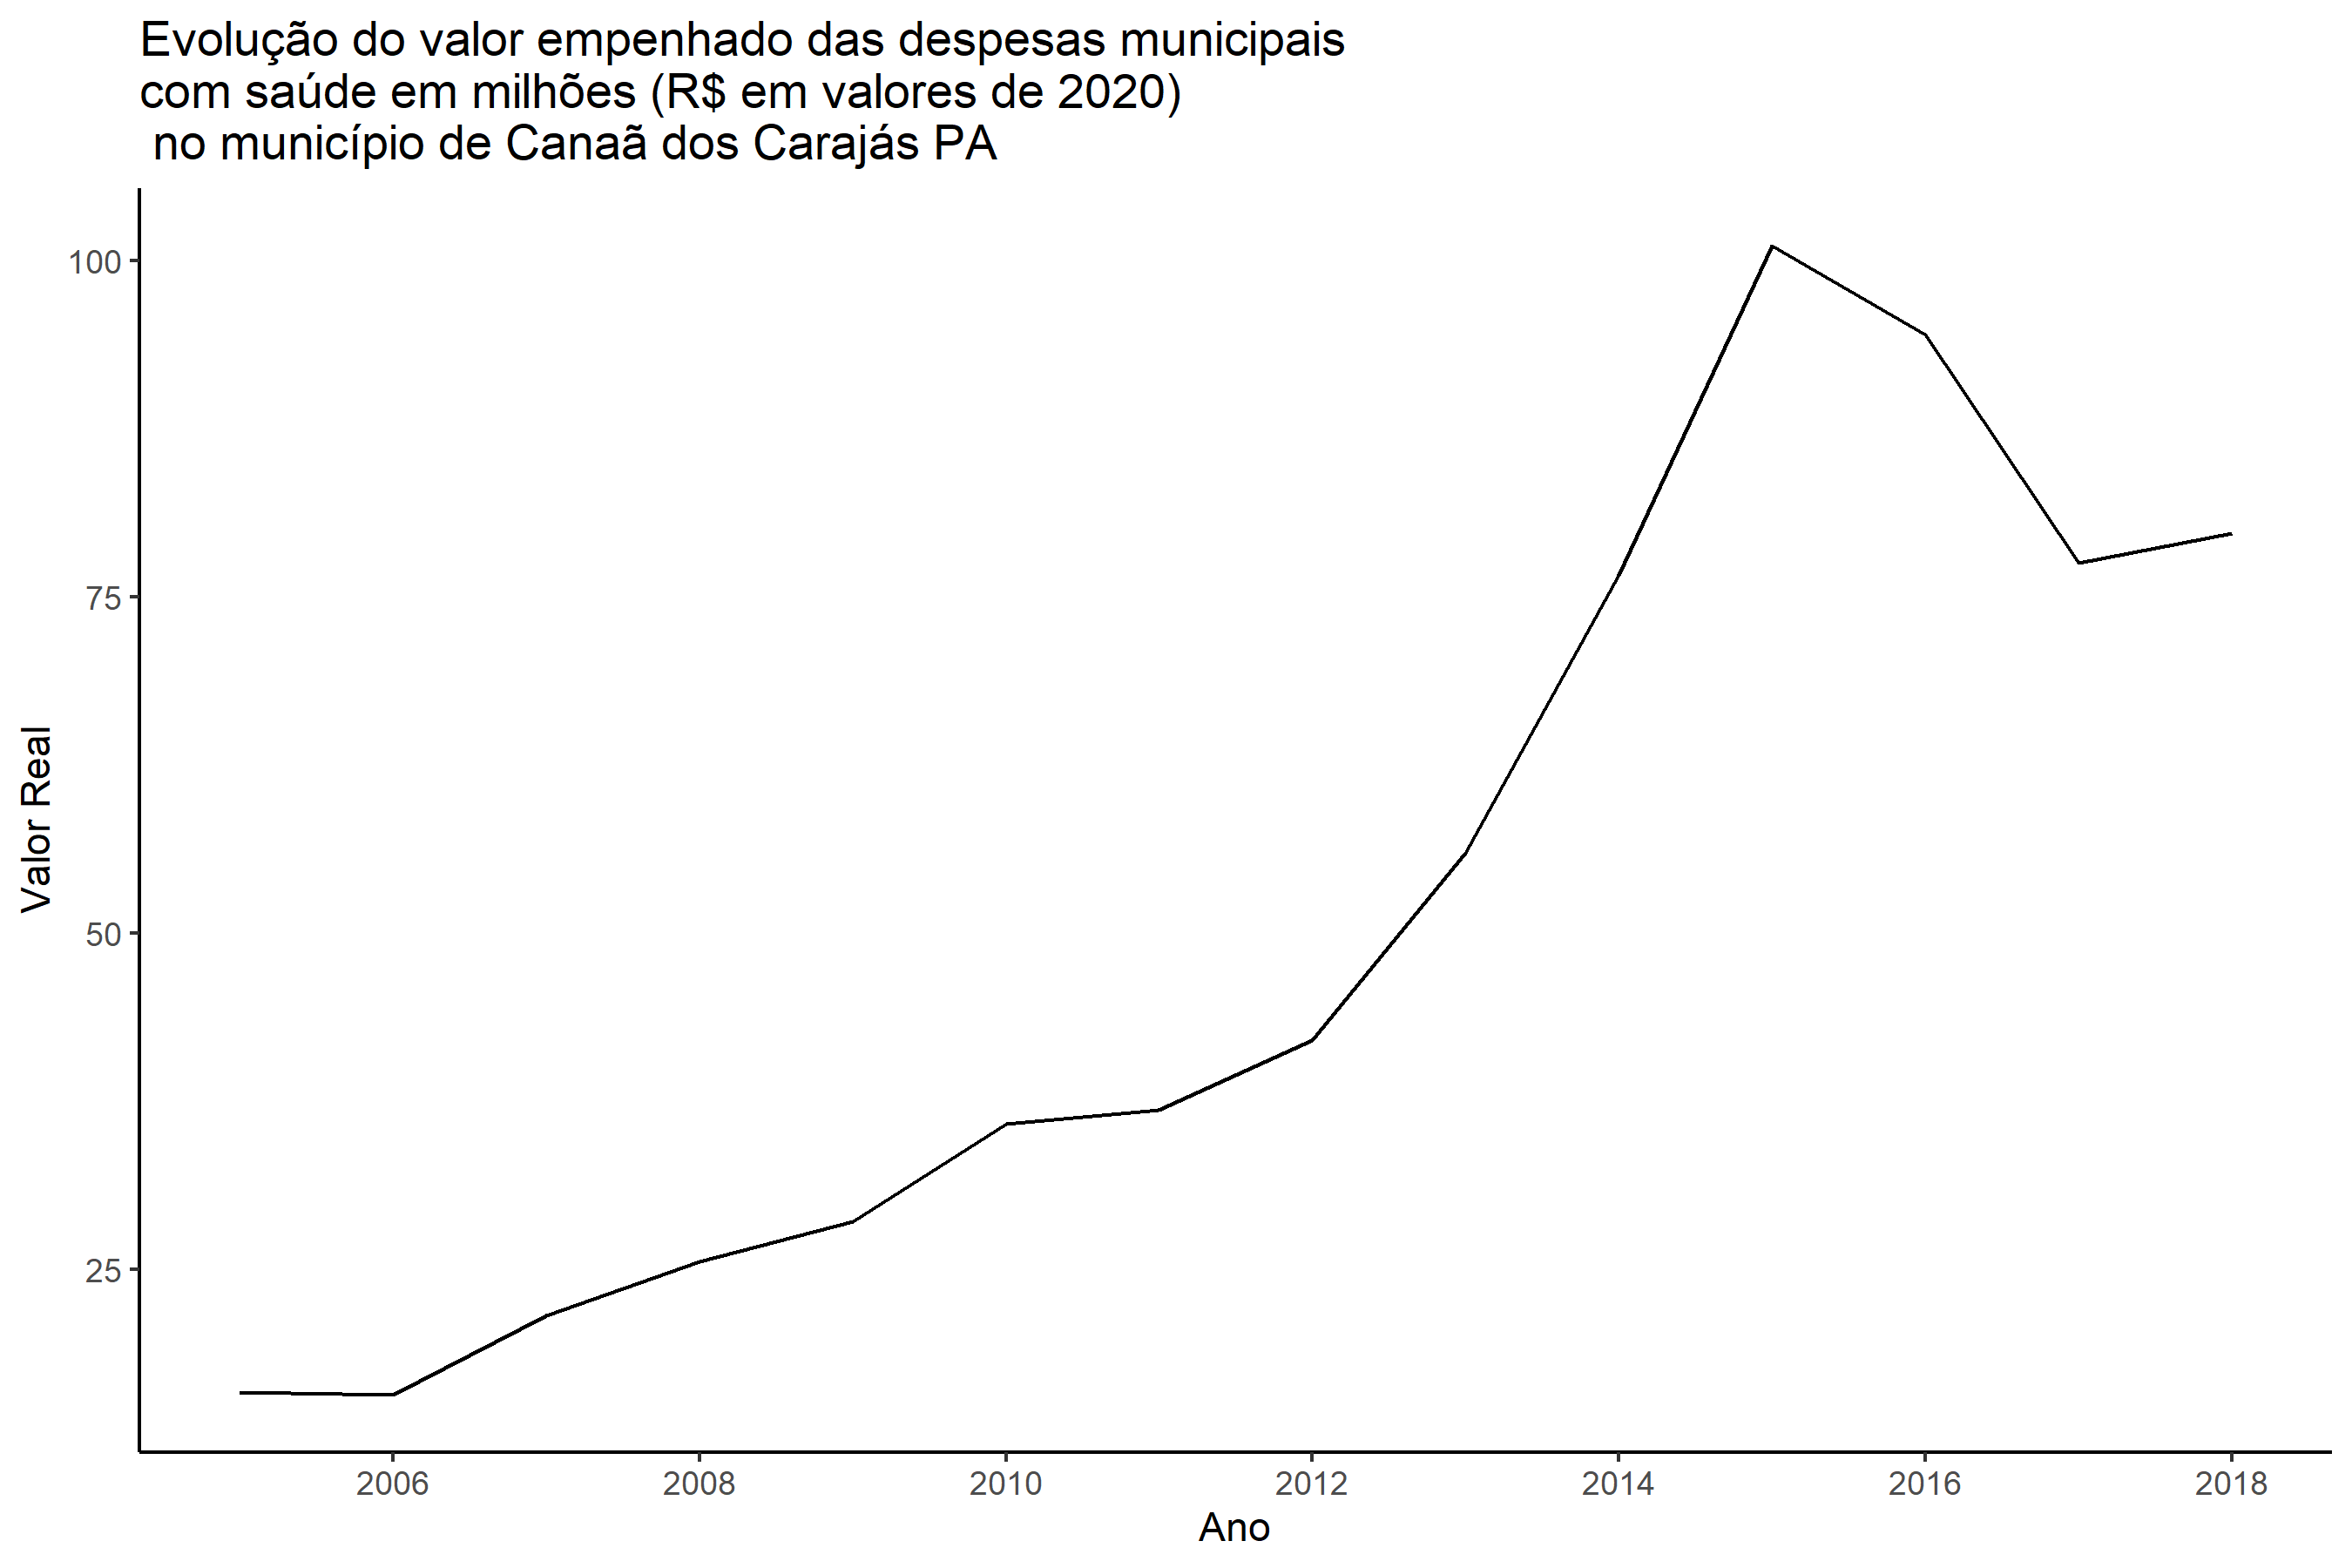 Evolução do valor empenhado das despesas municipais
com saúde em milhões (R$ em valores de 2020)
no município de Canaã dos Carajás PA
100
75
50
25
Valor Real
2006 2008 2010 2012 2014 2016 2018
Ano